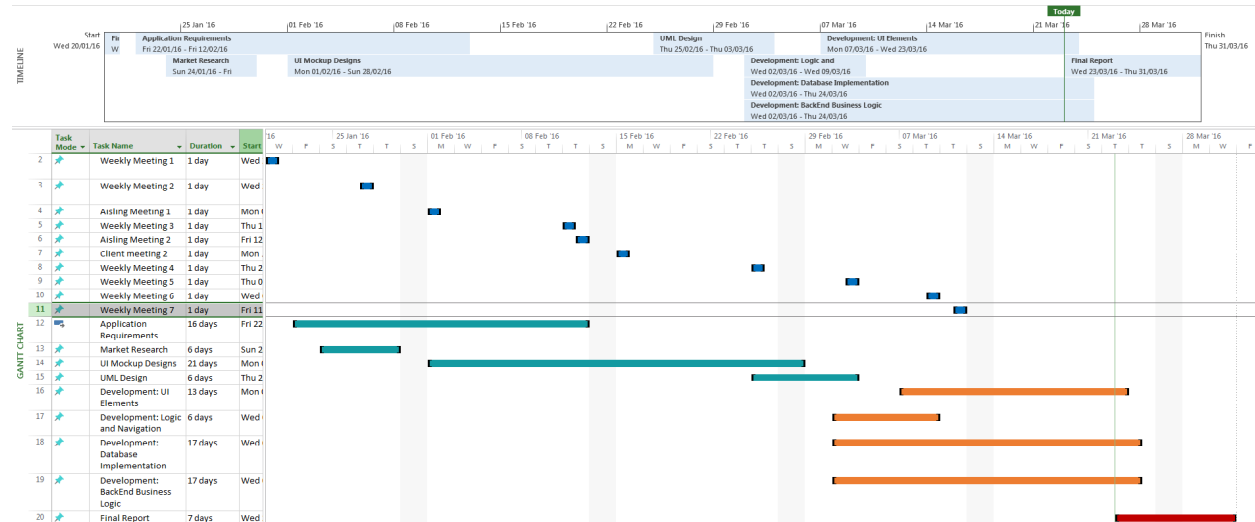 Today
25 Jan '16 01 Feb '16 08 Feb '16 15 Feb '16 22 Feb '16 29 Feb '16 07 Mar '16 14 Mar '16 21 Mar '16 28 Mar '16
TIMELINE
Start
Wed 20/01/16
Application Requirements
Fri 22/01/16 - Fri 12/02/16
UML Design
Thu 25/02/16 - Thu 03/03/16
Development: UI Elements
Mon 07/03/16 - Wed 23/03/16
Finish
Thu 31/03/16
Market Research
Sun 24/01/16 - Fri
UI Mockup Designs
Mon 01/02/16 - Sun 28/02/16
Development: Logic and
Wed 02/03/16 - Wed 09/03/16
Final Report
Wed 23/03/16 - Thu 31/03/16
Development: Database Implementation
Wed 02/03/16 - Thu 24/03/16
Development: BackEnd Business Logic
Wed 02/03/16 - Thu 24/03/16
GANTT CHART
Task Mode Task Name Duration Start
'16 25 Jan '16 01 Feb '16 08 Feb '16 15 Feb '16 22 Feb '16 29 Feb '16 07 Mar '16 14 Mar '16 21 Mar '16 28 Mar '16
W F S T T S M W F S T T S M W F S T T S M W F S T T S M W F S T T S M W F
2 Weekly Meeting 1 1 day Wed
3 Weekly Meeting 2 1 day Wed
4 Aisling Meeting 1 1 day Mon
5 Weekly Meeting 3 1 day Thu 1
6 Aisling Meeting 2 1 day Fri 12
7 Client meeting 2 1 day Mon
8 Weekly Meeting 4 1 day Thu 2
9 Weekly Meeting 5 1 day Thu 0
10 Weekly Meeting 6 1 day Wed
11 Weekly Meeting 7 1 day Fri 11
12 Application Requirements 16 days Fri 22
13 Market Research 6 days Sun 2
14 UI Mockup Designs 21 days Mon
15 UML Design 6 days Thu 2
16 Development: UI Elements 13 days Mon
17 Development: Logic and Navigation 6 days Wed
18 Development: Database Implementation 17 days Wed
19 Development: BackEnd Business Logic 17 days Wed
20 Final Report 7 days Wed